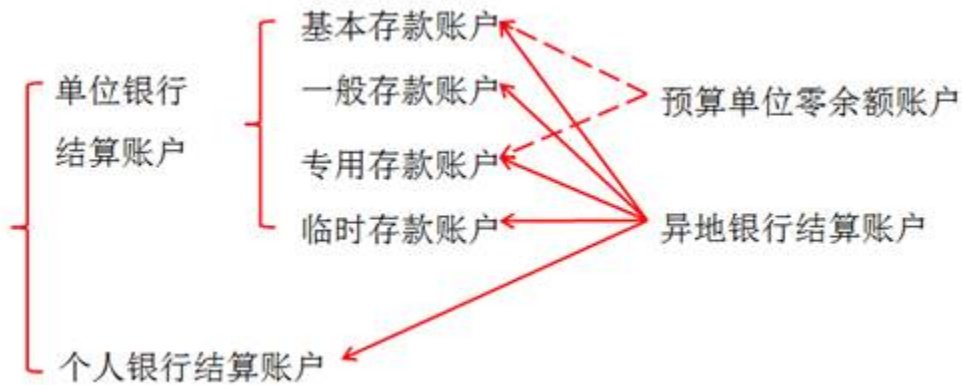 基本存款账户
单位银行
结算账户
一般存款账户
预算单位零余额账户
专用存款账户
临时存款账户
异地银行结算账户
个人银行结算账户